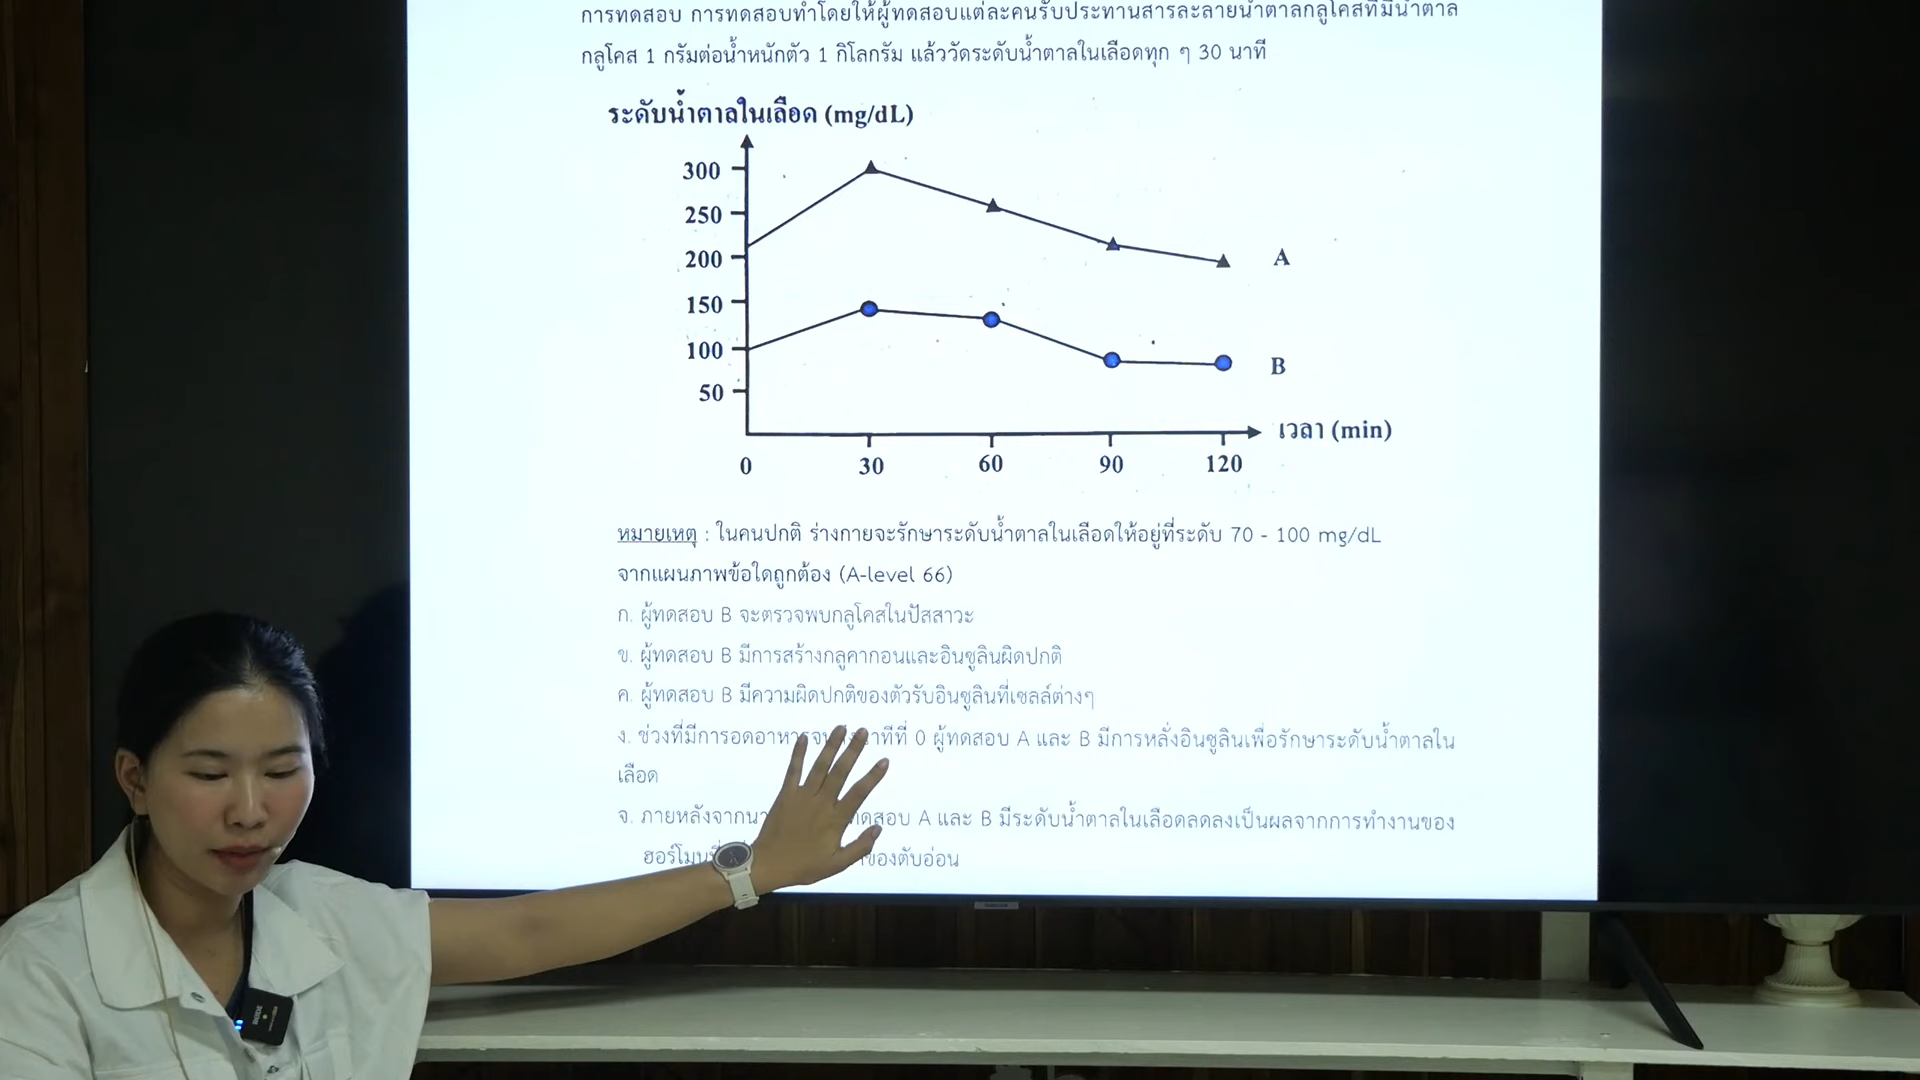 การทดสอบ การทดสอบทำโดยให้ผู้ทดสอบแต่ละคนรับประทานสารละลายน้ำตาลกลูโคสที่มีน้ำตาล
กลูโคส 1 กรัมต่อน้ำหนักตัว 1 กิโลกรัม แล้ววัดระดับน้ำตาลในเลือดทุก ๆ 30 นาที
ระดับน้ำตาลในเลือด (mg/dL)
300
250
200
150
100
50
A
B
เวลา (min)
0 30 60 90 120
หมายเหตุ : ในคนปกติ ร่างกายจะรักษาระดับน้ำตาลในเลือดให้อยู่ที่ระดับ 70 - 100 mg/dL
จากแผนภาพข้อใดถูกต้อง (A-level 66)
ก. ผู้ทดสอบ B จะตรวจพบกลูโคสในปัสสาวะ
ข. ผู้ทดสอบ B มีการสร้างกลูคากอนและอินซูลินผิดปกติ
ค. ผู้ทดสอบ B มีความผิดปกติของตัวรับอินซูลินที่เซลล์ต่างๆ
ง. ช่วงที่มีการอดอาหาร 0 ผู้ทดสอบ A และ B มีการหลั่งอินซูลินเพื่อรักษาระดับน้ำตาลใน
เลือด
จ. ภายหลังจาก A และ B มีระดับน้ำตาลในเลือดลดลงเป็นผลจากการทำงานของ
ฮอร์โมน ของตับอ่อน